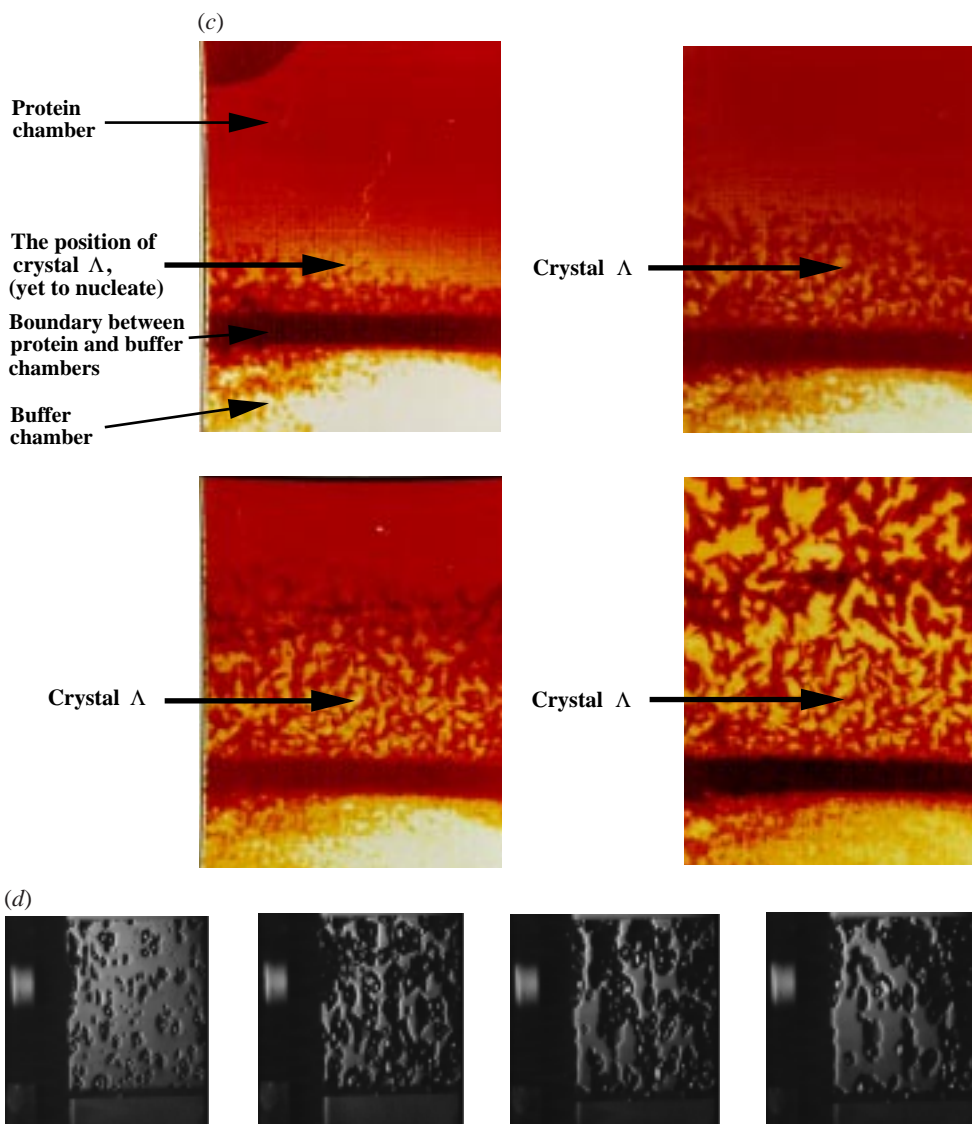 (c)
Protein
chamber
The position of
crystal Λ,
(yet to nucleate)
Boundary between
protein and buffer
chambers
Buffer
chamber
Crystal Λ
Crystal Λ
Crystal Λ
(d)